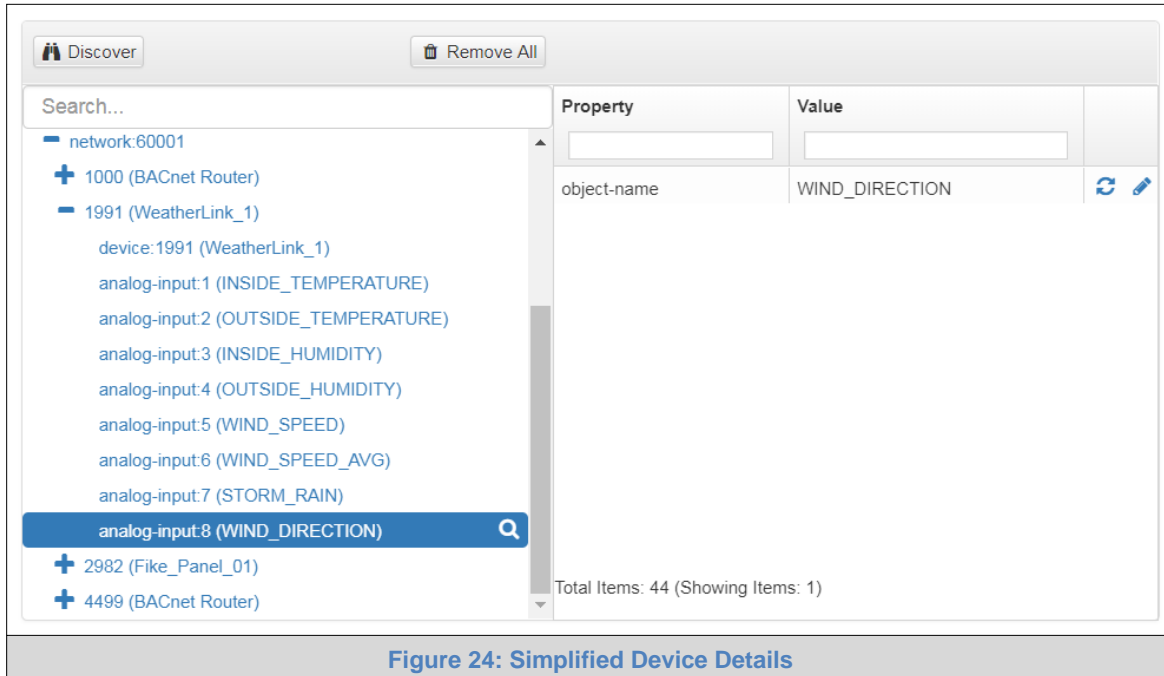 Discover
Remove All
Search...
network:60001
1000 (BACnet Router)
1991 (WeatherLink_1)
device:1991 (WeatherLink_1)
analog-input:1 (INSIDE_TEMPERATURE)
analog-input:2 (OUTSIDE_TEMPERATURE)
analog-input:3 (INSIDE_HUMIDITY)
analog-input:4 (OUTSIDE_HUMIDITY)
analog-input:5 (WIND_SPEED)
analog-input:6 (WIND_SPEED_AVG)
analog-input:7 (STORM_RAIN)
analog-input:8 (WIND_DIRECTION)
2982 (Fike_Panel_01)
4499 (BACnet Router)
Property Value
object-name WIND_DIRECTION
Total Items: 44 (Showing Items: 1)
Figure 24: Simplified Device Details